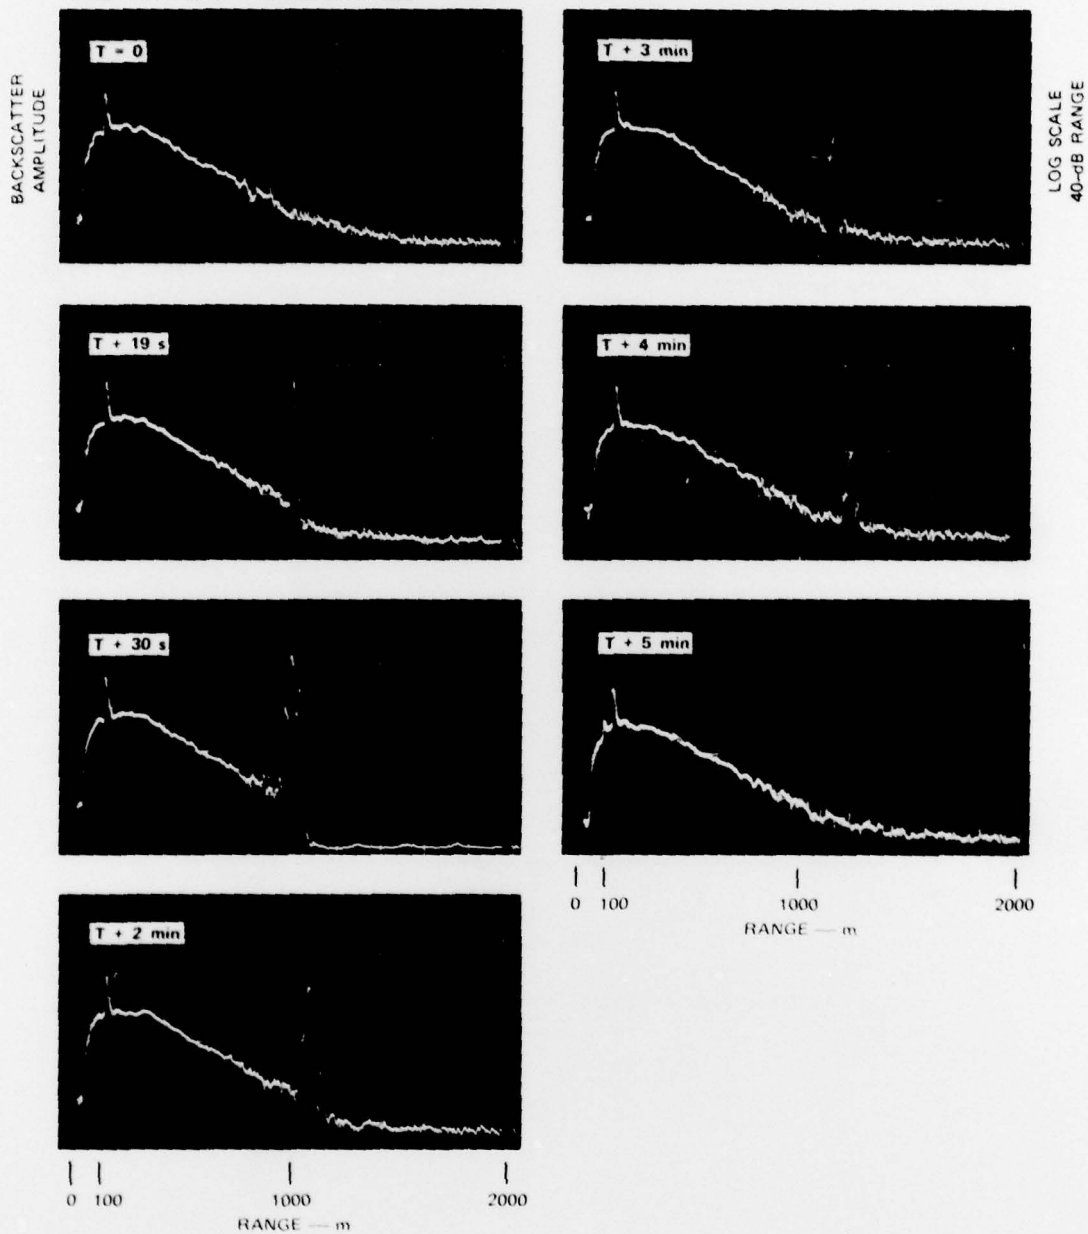 BACKSCATTER
AMPLITUDE
T = 0
T + 19 s
T + 30 s
T + 2 min
0 100 1000 2000
RANGE — m
T + 3 min
T + 4 min
T + 5 min
0 100 1000 2000
RANGE — m
LOG SCALE
40-dB RANGE